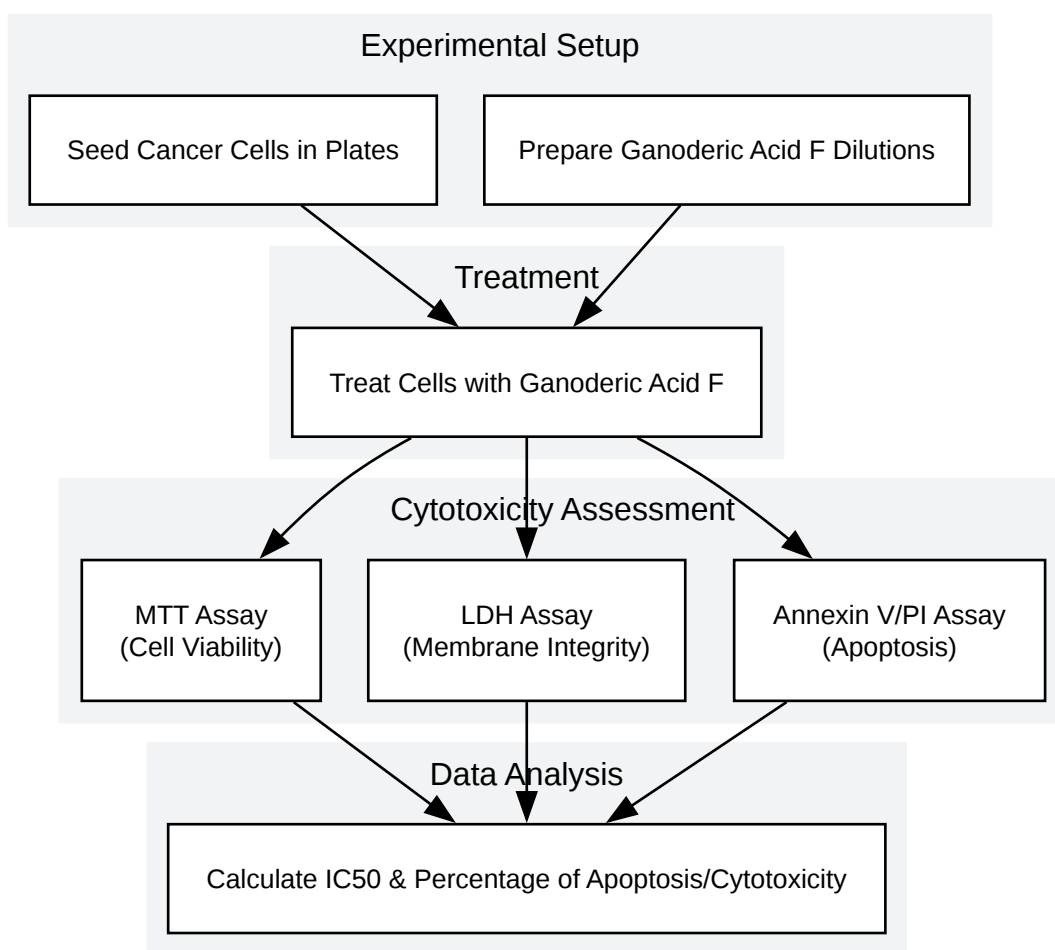 Experimental Setup
Seed Cancer Cells in Plates
Prepare Ganoderic Acid F Dilutions
Treatment
Treat Cells with Ganoderic Acid F
Cytotoxicity Assessment
MTT Assay
(Cell Viability)
LDH Assay
(Membrane Integrity)
Annexin V/PI Assay
(Apoptosis)
Data Analysis
Calculate IC50 & Percentage of Apoptosis/Cytotoxicity